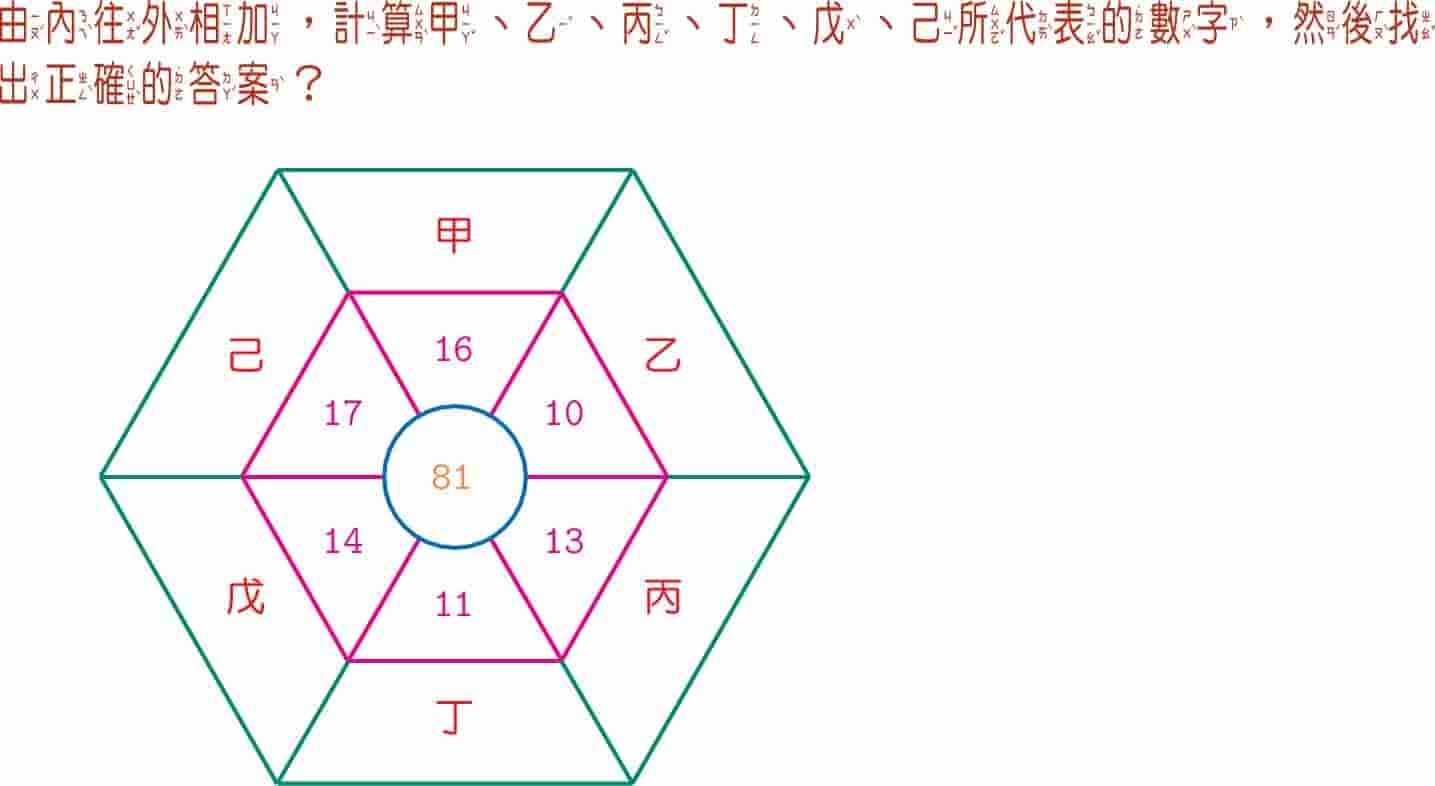 由內往外相加，計算甲、乙、丙、丁、戊、己所代表的數字，然後找
出正確的答案？
甲
己
乙
16
17
10
81
14
13
11
戊
丙
丁